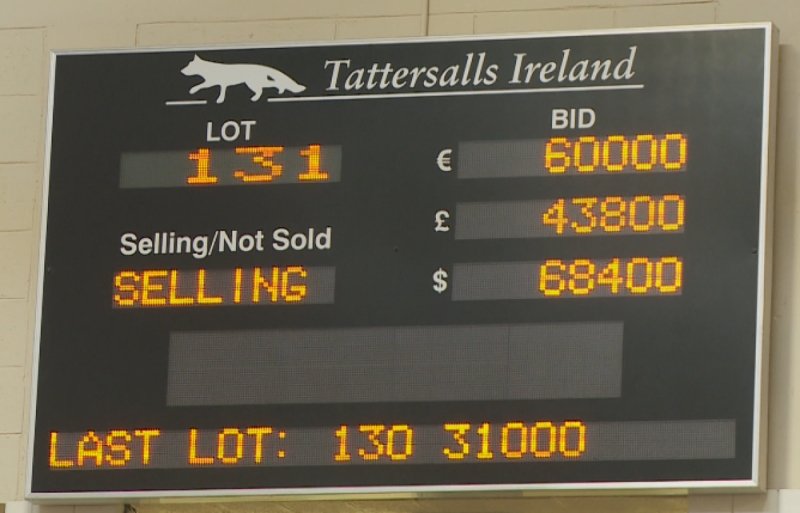 Tattersalls Ireland
LOT BID
131 € 60000
£ 43800
Selling/Not Sold
SELLING $ 68400
LAST LOT: 130 31000